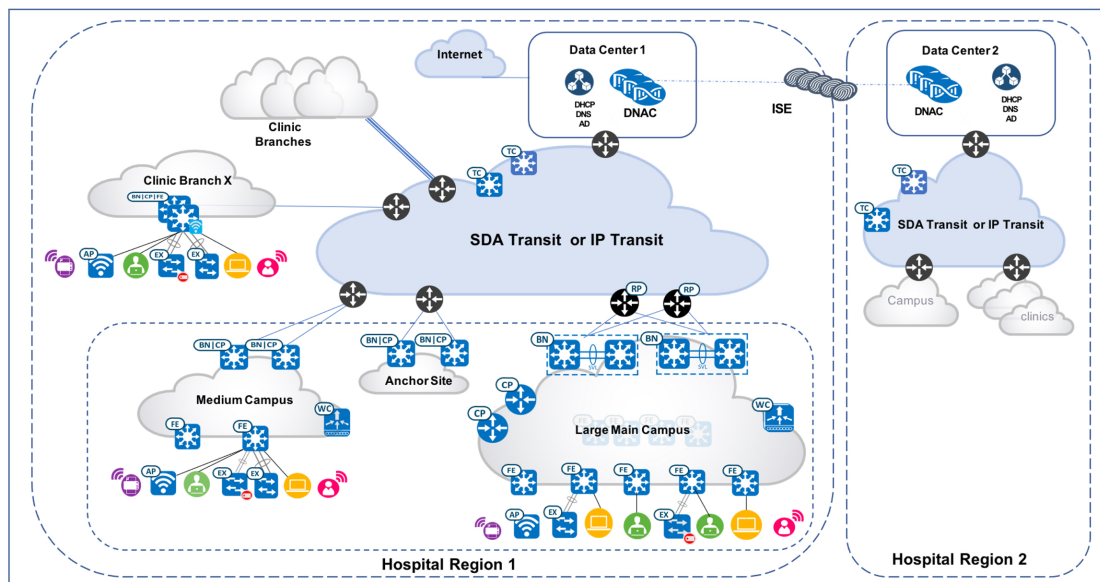 Internet
Data Center 1
DHCP
DNS
AD
DNAC
ISE
Data Center 2
DNAC
DHCP
DNS
AD
Clinic
Branches
TC
TC
Clinic Branch X
BN|CP|FE
AP
EX
EX
SDA Transit or IP Transit
TC
TC
SDA Transit or IP Transit
Campus
clinics
RP
RP
BN|CP
BN|CP
BN|CP
BN|CP
BN
SVL
BN
SVL
Anchor Site
Medium Campus
WC
FE
FE
AP
EX
EX
CP
CP
WC
Large Main Campus
FE
FE
FE
FE
FE
AP
EX
EX
Hospital Region 1
Hospital Region 2